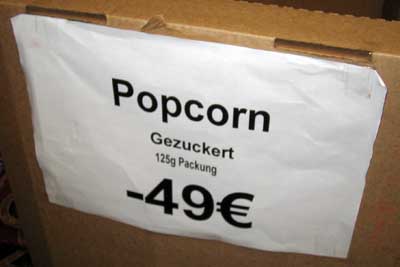 Popcorn
Gezuckert
125g Packung
-49€